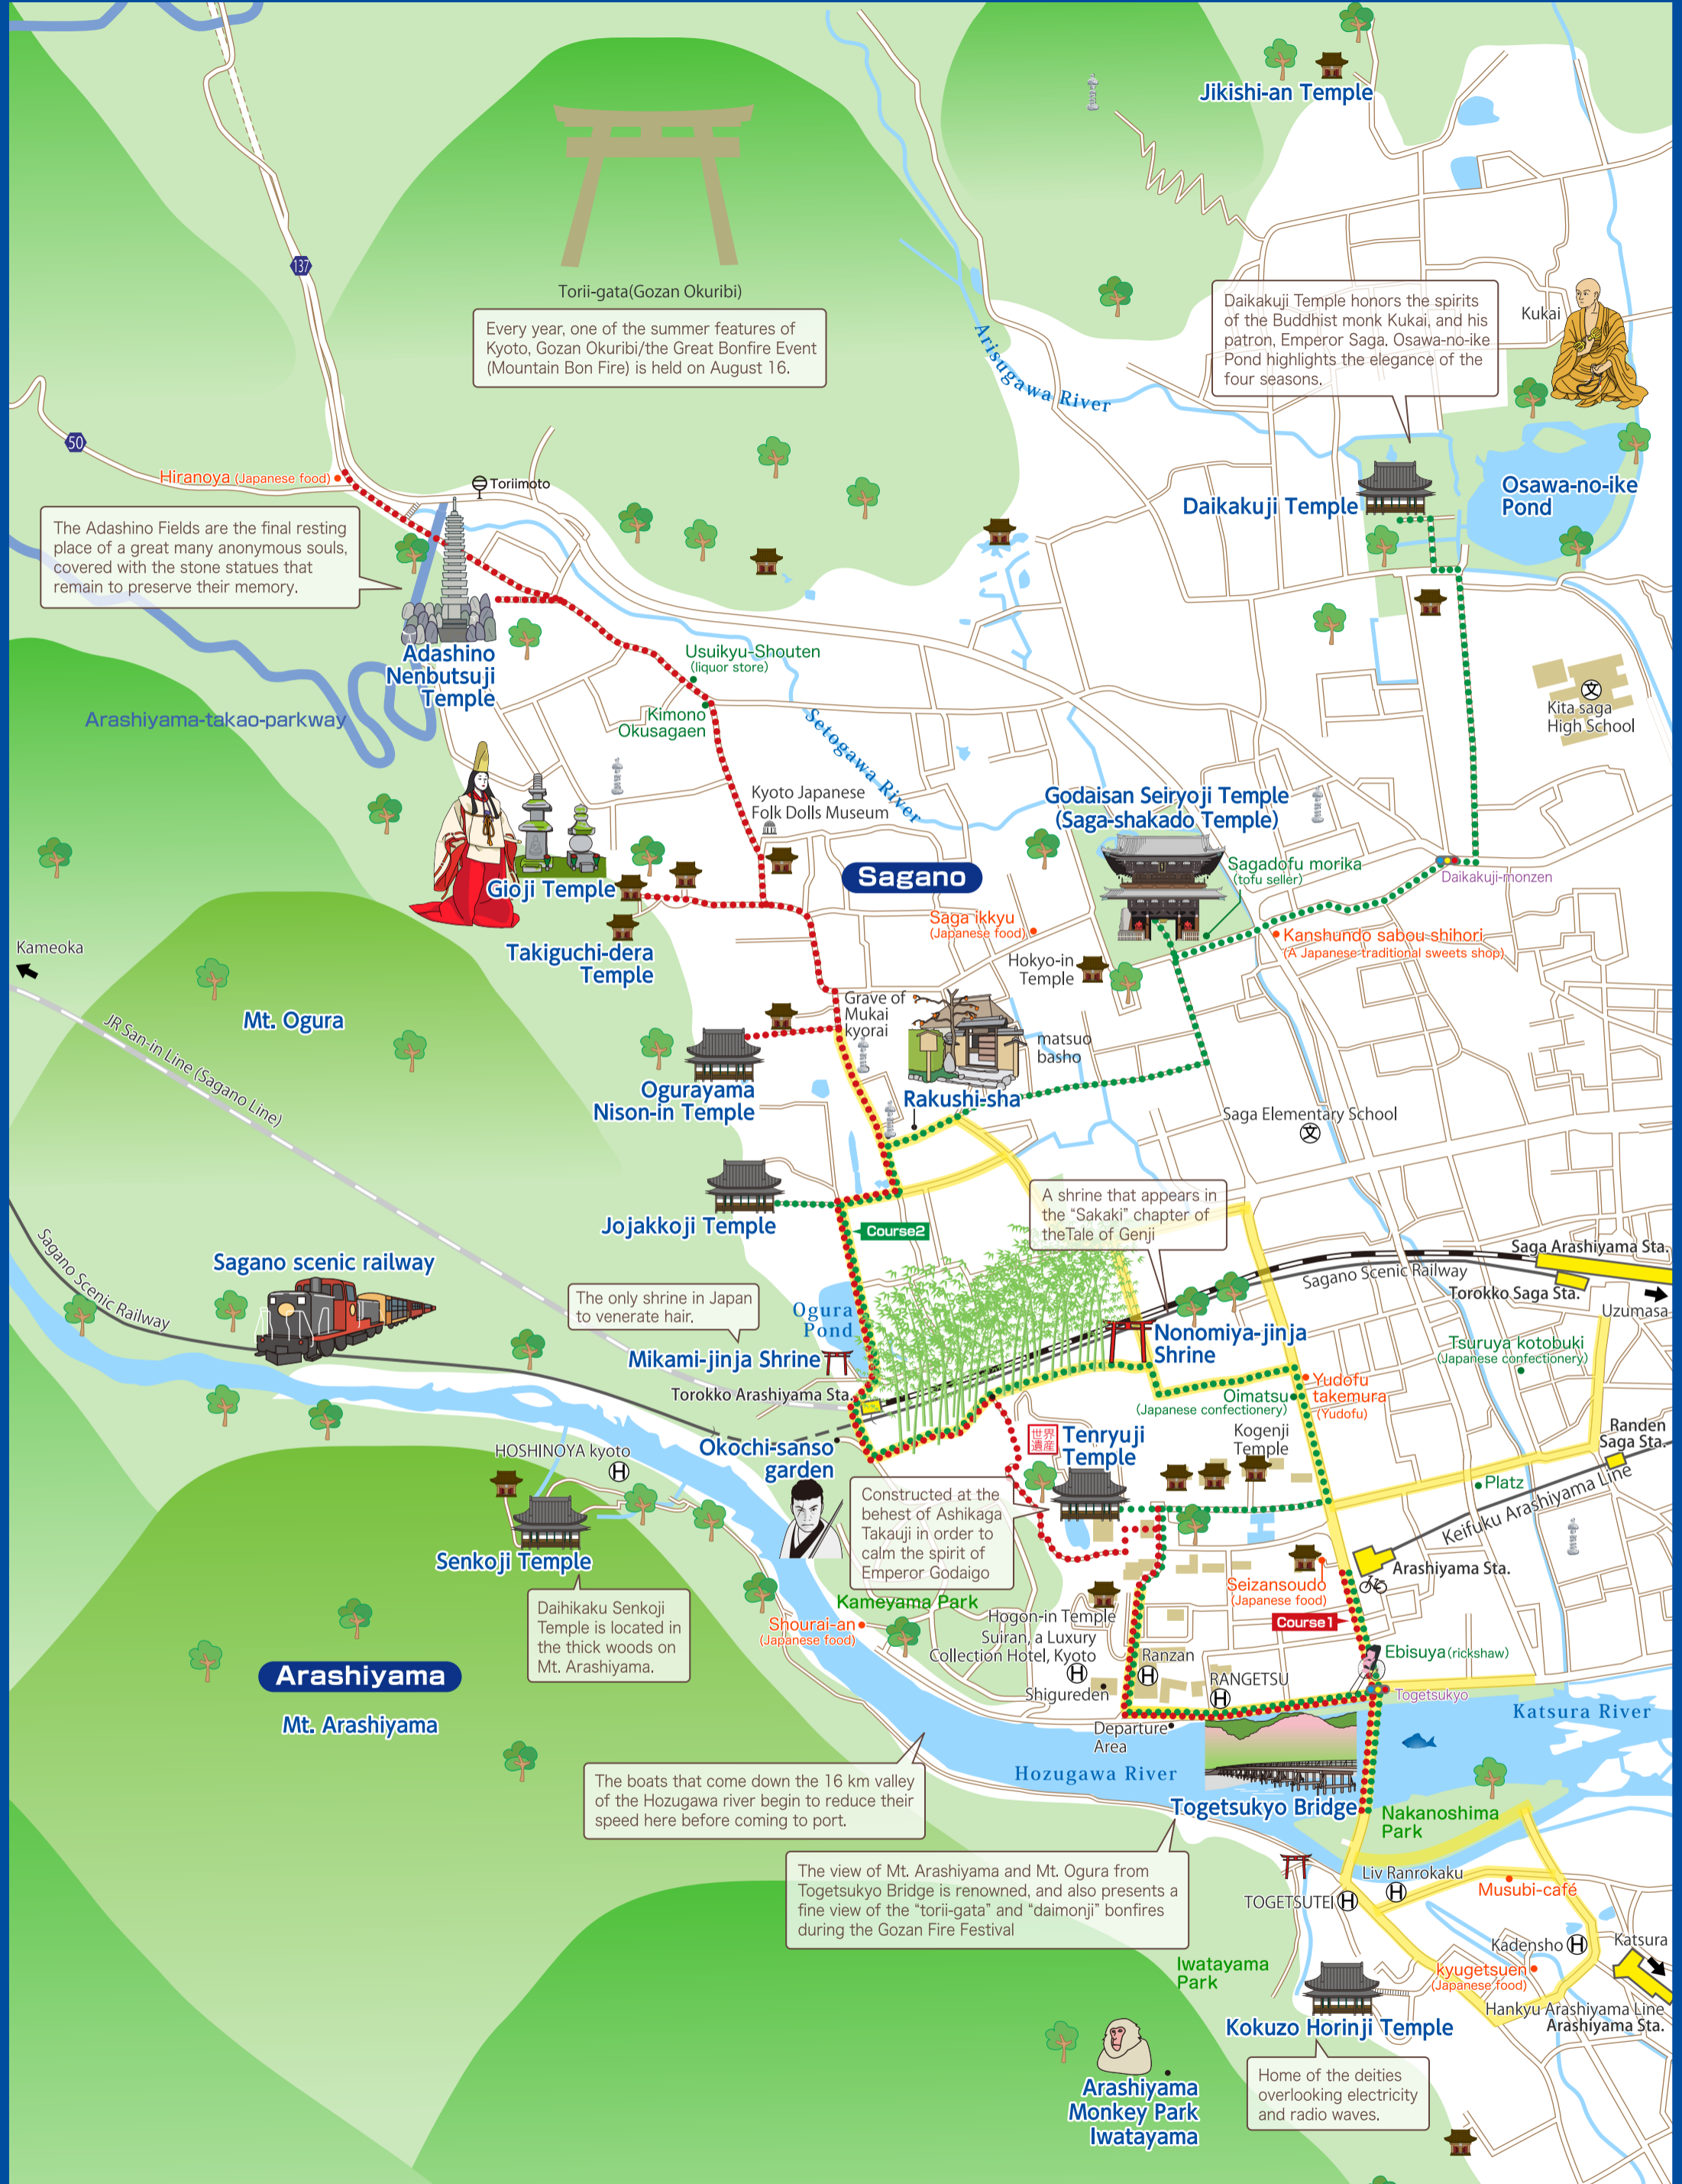 Jikishi-an Temple
137
Torii-gata(Gozan Okuribi)
Every year, one of the summer features of
Kyoto, Gozan Okuribi/the Great Bonfire Event
(Mountain Bon Fire) is held on August 16.
Daikakuji Temple honors the spirits
of the Buddhist monk Kukai, and his
patron, Emperor Saga. Osawa-no-ike
Pond highlights the elegance of the
four seasons.
Kukai
Arisugawa River
50
Hiranoya (Japanese food)
Toriimoto
Daikakuji Temple
Osawa-no-ike
Pond
The Adashino Fields are the final resting
place of a great many anonymous souls,
covered with the stone statues that
remain to preserve their memory.
Adashino
Nenbutsuji
Temple
Usuikyu-Shouten
(liquor store)
Kimono
Okusagaen
Arashiyama-takao-parkway
Setogawa River
文
Kita saga
High School
Kyoto Japanese
Folk Dolls Museum
Godaisan Seiryoji Temple
(Saga-shakado Temple)
Sagadofu morika
(tofu seller)
Daikakuji-monzen
Sagano
Gioji Temple
Takiguchi-dera
Temple
Saga ikkyu
(Japanese food)
Kanshundo sabou shihori
(A Japanese traditional sweets shop)
Hokyo-in
Temple
Kameoka
Mt. Ogura
JR San-in Line (Sagano Line)
Grave of
Mukai
kyorai
matsuo
basho
Ogurayama
Nison-in Temple
Rakushi-sha
Saga Elementary School
文
Jojakkoji Temple
Course2
A shrine that appears in
the “Sakaki” chapter of
theTale of Genji
Sagano scenic railway
Sagano Scenic Railway
Saga Arashiyama Sta.
Sagano Scenic Railway
Torokko Saga Sta.
Uzumasa
The only shrine in Japan
to venerate hair.
Ogura
Pond
Mikami-jinja Shrine
Nonomiya-jinja
Shrine
Tsuruya kotobuki
(Japanese confectionery)
Torokko Arashiyama Sta.
Oimatsu
(Japanese confectionery)
Yudofu
takemura
(Yudofu)
Okochi-sanso
garden
世界
遺産
Tenryuji
Temple
Kogenji
Temple
Randen
Saga Sta.
HOSHINOYA kyoto
H
Platz
Keifuku Arashiyama Line
Constructed at the
behest of Ashikaga
Takauji in order to
calm the spirit of
Emperor Godaigo
Senkoji Temple
Arashiyama Sta.
Daihikaku Senkoji
Temple is located in
the thick woods on
Mt. Arashiyama.
Seizansoudo
(Japanese food)
Kameyama Park
Shourai-an
(Japanese food)
Hogon-in Temple
Course1
Suiran, a Luxury
Collection Hotel, Kyoto
H
Ranzan
H
Ebisuya (rickshaw)
Arashiyama
RANGETSU
H
Shigureden
Togetsukyo
Mt. Arashiyama
Departure
Area
Katsura River
Hozugawa River
The boats that come down the 16 km valley
of the Hozugawa river begin to reduce their
speed here before coming to port.
Togetsukyo Bridge
Nakanoshima
Park
The view of Mt. Arashiyama and Mt. Ogura from
Togetsukyo Bridge is renowned, and also presents a
fine view of the “torii-gata” and “daimonji” bonfires
during the Gozan Fire Festival
Liv Ranrokaku
H
TOGETSUTEI H
Musubi-café
Kadensho H
Katsura
Iwatayama
Park
kyugetsuen
(Japanese food)
Hankyu Arashiyama Line
Arashiyama Sta.
Kokuzo Horinji Temple
Home of the deities
overlooking electricity
and radio waves.
Arashiyama
Monkey Park
Iwatayama